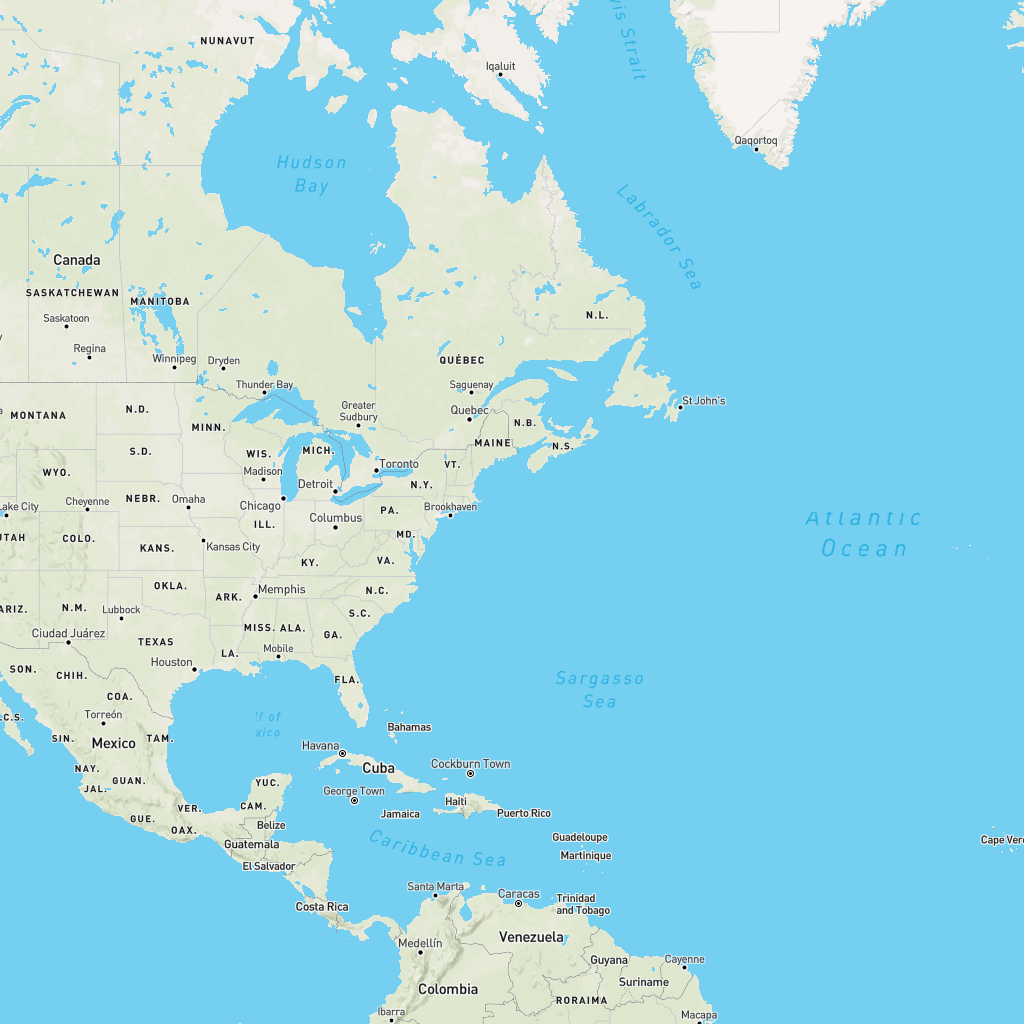 NUNAVUT
Iqaluit
Qaqortoq
Hudson
Bay
Labrador Sea
Canada
SASKATCHEWAN
MANITOBA
N.L.
Saskatoon
Regina
Winnipeg
Dryden
QUÉBEC
Thunder Bay
Saguenay
St John's
MONTANA
N.D.
Greater
Sudbury
Quebec
MINN.
N.B.
MAINE
S.D.
WIS.
MICH.
N.S.
WYO.
Madison
Toronto
VT.
Detroit
N.Y.
Lake City
Cheyenne
NEBR.
Omaha
Chicago
PA.
Brookhaven
ILL.
Columbus
Atlantic
Ocean
UTAH
COLO.
KANS.
Kansas City
MD.
KY.
VA.
OKLA.
ARK.
Memphis
N.C.
ARIZ.
N.M.
Lubbock
S.C.
Ciudad Juárez
TEXAS
MISS.
ALA.
GA.
LA.
Mobile
Houston
SON.
CHIH.
FLA.
Sargasso
Sea
COA.
Torreón
Bahamas
SIN.
Mexico
TAM.
Havana
NAY.
Cuba
Cockburn Town
JAL.
GUAN.
YUC.
George Town
VER.
CAM.
Haiti
GUE.
Jamaica
Puerto Rico
OAX.
Belize
Guatemala
Caribbean Sea
Guadeloupe
Martinique
El Salvador
Santa Marta
Caracas
Trinidad
and Tobago
Costa Rica
Medellín
Venezuela
Guyana
Cayenne
Colombia
Suriname
RORAIMA
Ibarra
Macapa